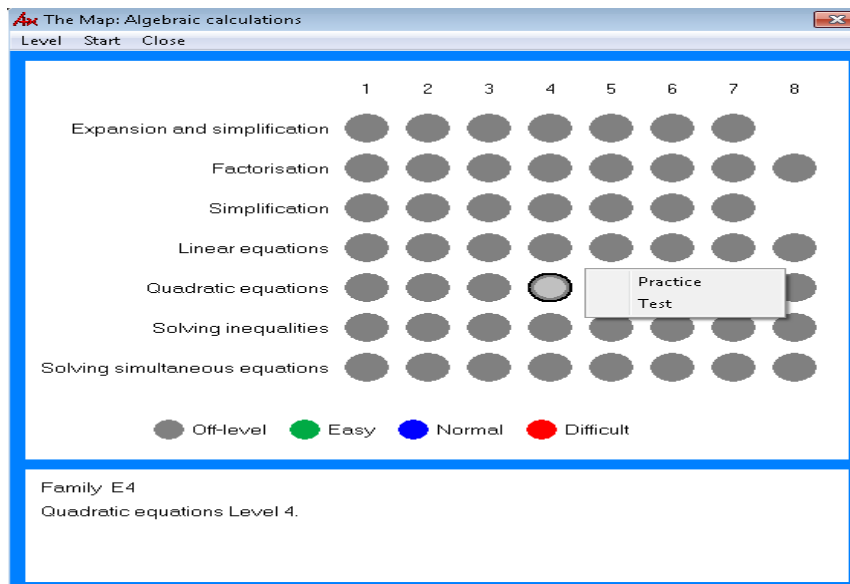 The Map: Algebraic calculations
Level Start Close
1 2 3 4 5 6 7 8
Expansion and simplification
Factorisation
Simplification
Linear equations
Quadratic equations
Practice
Test
Solving inequalities
Solving simultaneous equations
Off-level Easy Normal Difficult
Family E4
Quadratic equations Level 4.